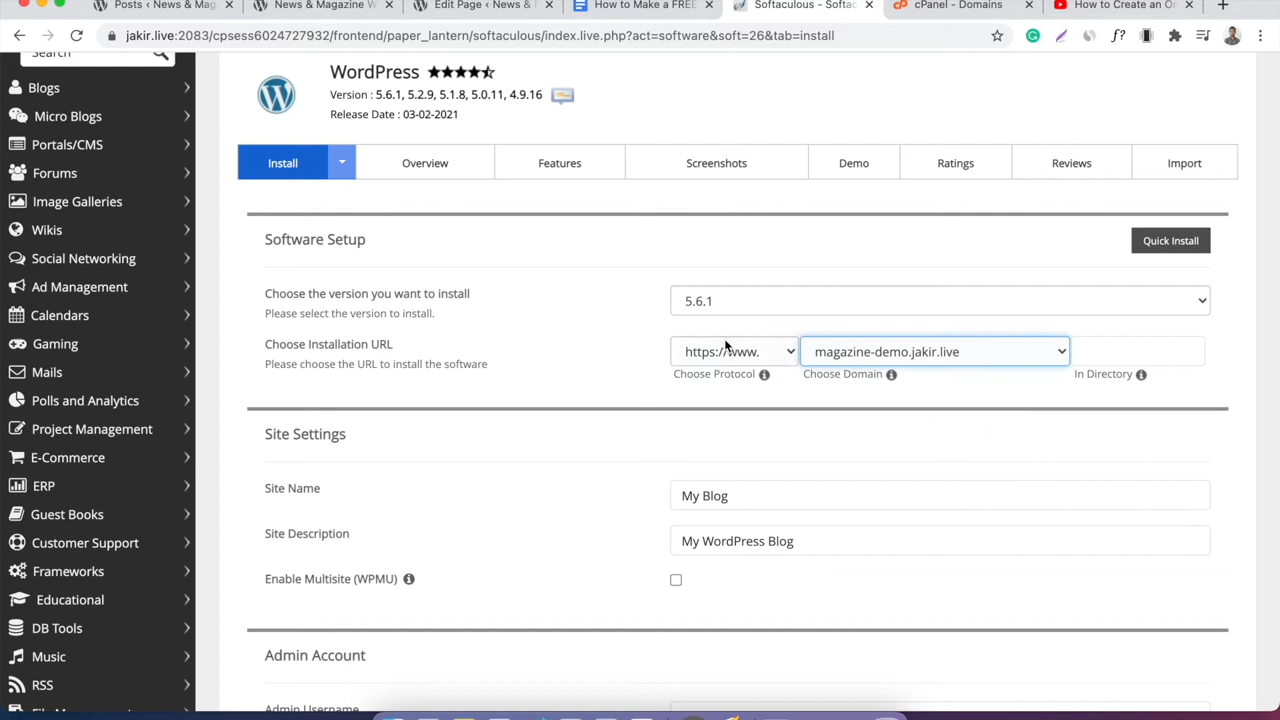 Posts ‹ News & Mag
News & Magazine W
Edit Page ‹ News &
How to Make a FREE
Softaculous - Softac
cPanel - Domains
How to Create an On
jakir.live:2083/cpsess6024727932/frontend/paper_lantern/softaculous/index.live.php?act=software&soft=26&tab=install
Search
WordPress
Version : 5.6.1, 5.2.9, 5.1.8, 5.0.11, 4.9.16
Release Date : 03-02-2021
Blogs
Micro Blogs
Portals/CMS
Forums
Image Galleries
Wikis
Social Networking
Ad Management
Calendars
Gaming
Mails
Polls and Analytics
Project Management
E-Commerce
ERP
Guest Books
Customer Support
Frameworks
Educational
DB Tools
Music
RSS
Install
Overview
Features
Screenshots
Demo
Ratings
Reviews
Import
Software Setup
Quick Install
Choose the version you want to install
Please select the version to install.
5.6.1
Choose Installation URL
Please choose the URL to install the software
https://www.
magazine-demo.jakir.live
Choose Protocol
Choose Domain
In Directory
Site Settings
Site Name
My Blog
Site Description
My WordPress Blog
Enable Multisite (WPMU)
Admin Account
Admin Username